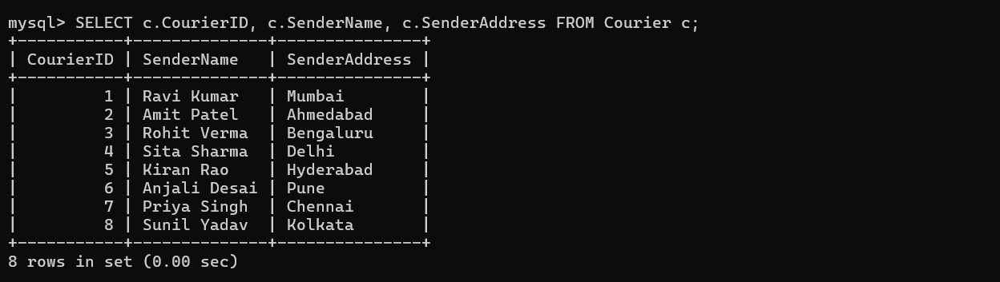 mysql> SELECT c.CourierID, c.SenderName, c.SenderAddress FROM Courier c;
+-----------+--------------+---------------+
| CourierID | SenderName   | SenderAddress |
+-----------+--------------+---------------+
|         1 | Ravi Kumar   | Mumbai        |
|         2 | Amit Patel   | Ahmedabad     |
|         3 | Rohit Verma  | Bengaluru     |
|         4 | Sita Sharma  | Delhi         |
|         5 | Kiran Rao    | Hyderabad     |
|         6 | Anjali Desai | Pune          |
|         7 | Priya Singh  | Chennai       |
|         8 | Sunil Yadav  | Kolkata       |
+-----------+--------------+---------------+
8 rows in set (0.00 sec)